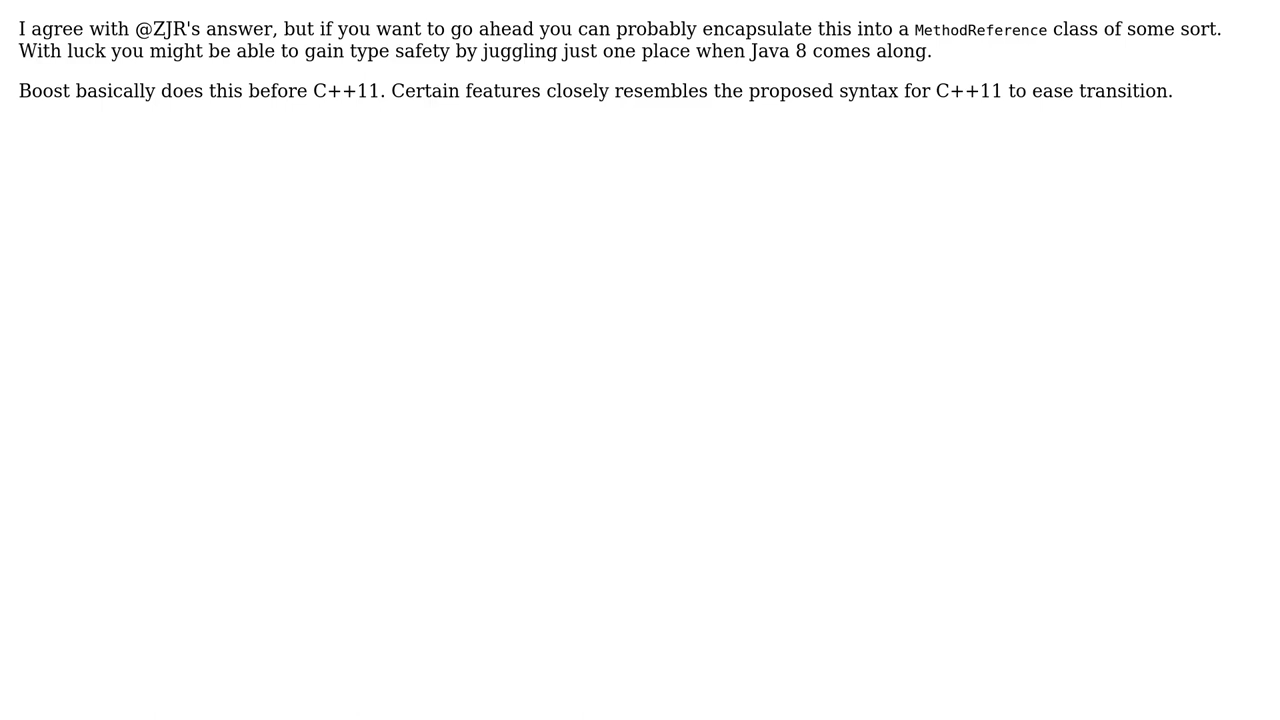 I agree with @ZJR's answer, but if you want to go ahead you can probably encapsulate this into a MethodReference class of some sort.
With luck you might be able to gain type safety by juggling just one place when Java 8 comes along.
Boost basically does this before C++11. Certain features closely resembles the proposed syntax for C++11 to ease transition.